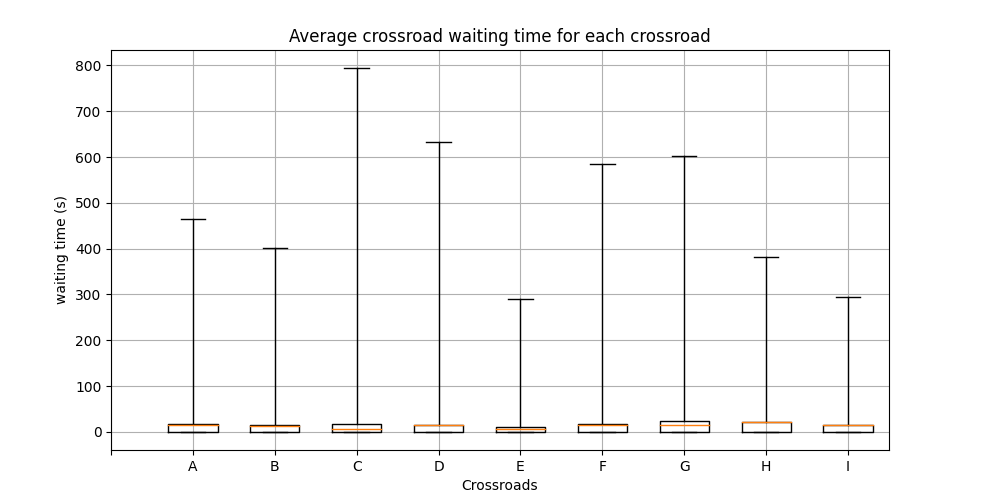 Average crossroad waiting time for each crossroad
800
700
600
500
400
300
200
100
0
waiting time (s)
A B C D E F G H I
Crossroads